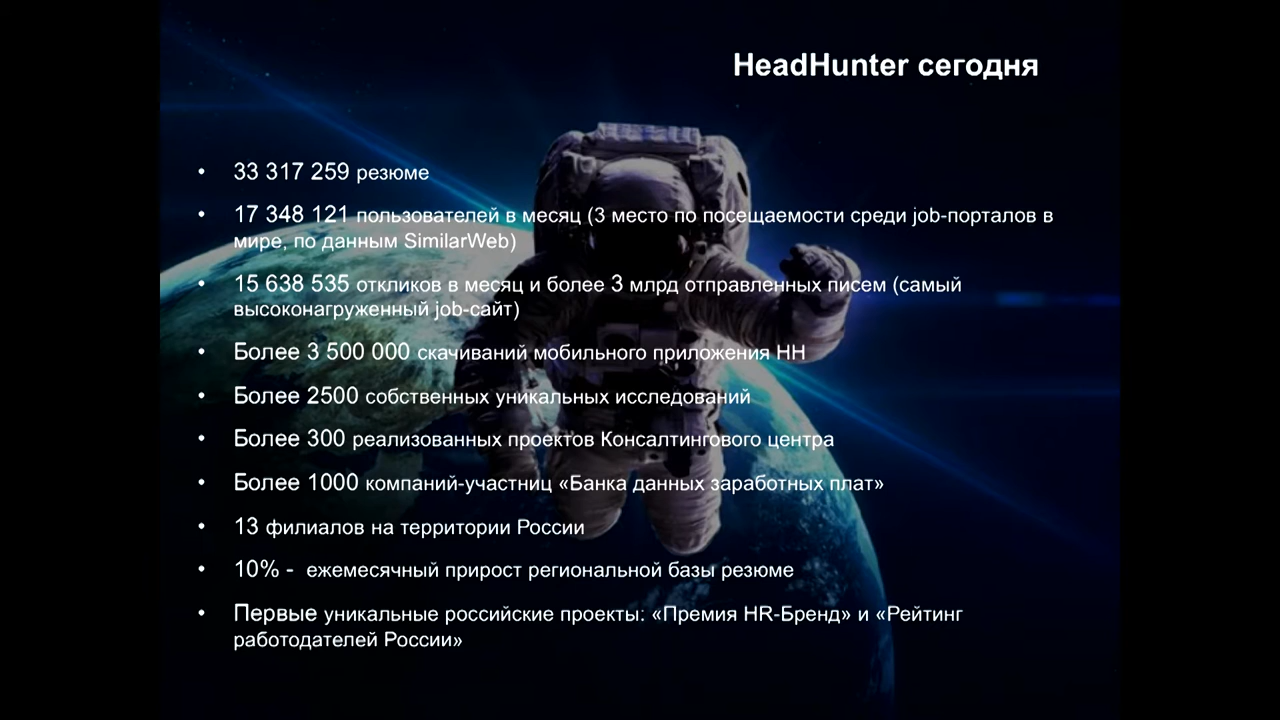 HeadHunter сегодня
• 33 317 259 резюме
• 17 348 121 пользователей в месяц (3 место по посещаемости среди job-порталов в
мире, по данным SimilarWeb)
• 15 638 535 откликов в месяц и более 3 млрд отправленных писем (самый
высоконагруженный job-сайт)
• Более 3 500 000 скачиваний мобильного приложения HH
• Более 2500 собственных уникальных исследований
• Более 300 реализованных проектов Консалтингового центра
• Более 1000 компаний-участниц «Банка данных заработных плат»
• 13 филиалов на территории России
• 10% - ежемесячный прирост региональной базы резюме
• Первые уникальные российские проекты: «Премия HR-Бренд» и «Рейтинг
работодателей России»